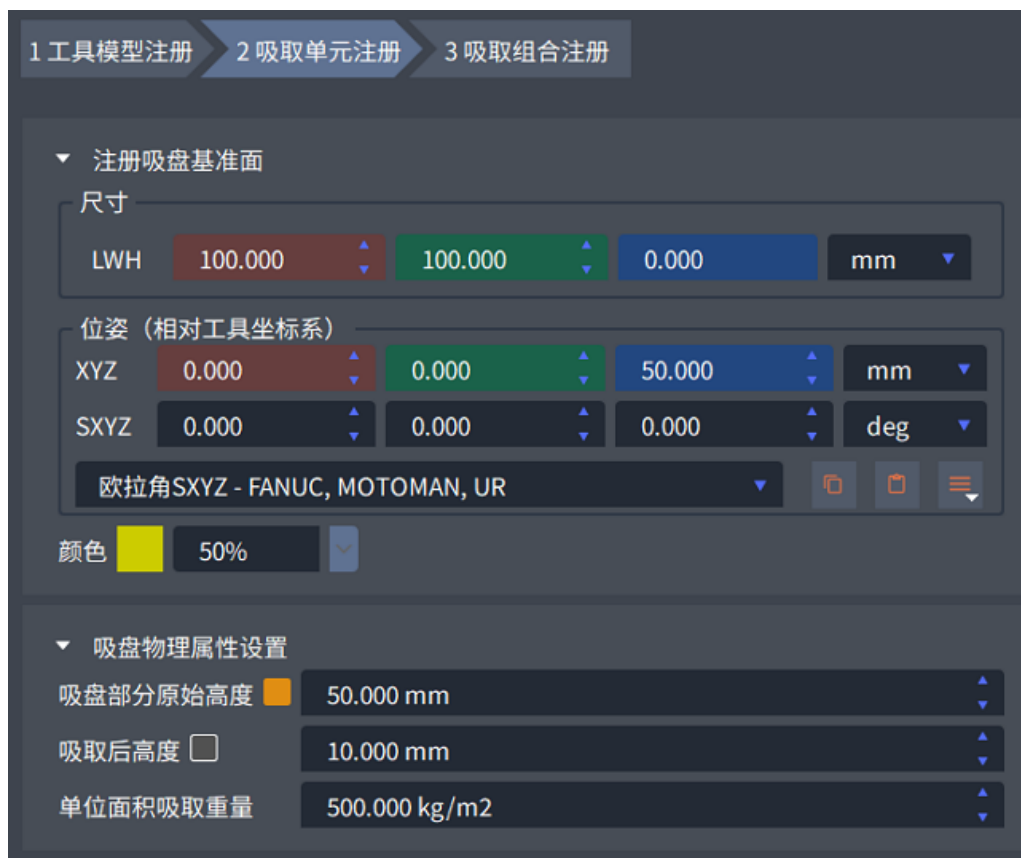 1 工具模型注册 2 吸取单元注册 3 吸取组合注册
注册吸盘基准面
尺寸
LWH 100.000 100.000 0.000 mm
位姿（相对工具坐标系）
XYZ 0.000 0.000 50.000 mm
SXYZ 0.000 0.000 0.000 deg
欧拉角SXYZ - FANUC, MOTOMAN, UR
颜色 50%
吸盘物理属性设置
吸盘部分原始高度 50.000 mm
吸取后高度 10.000 mm
单位面积吸取重量 500.000 kg/m2